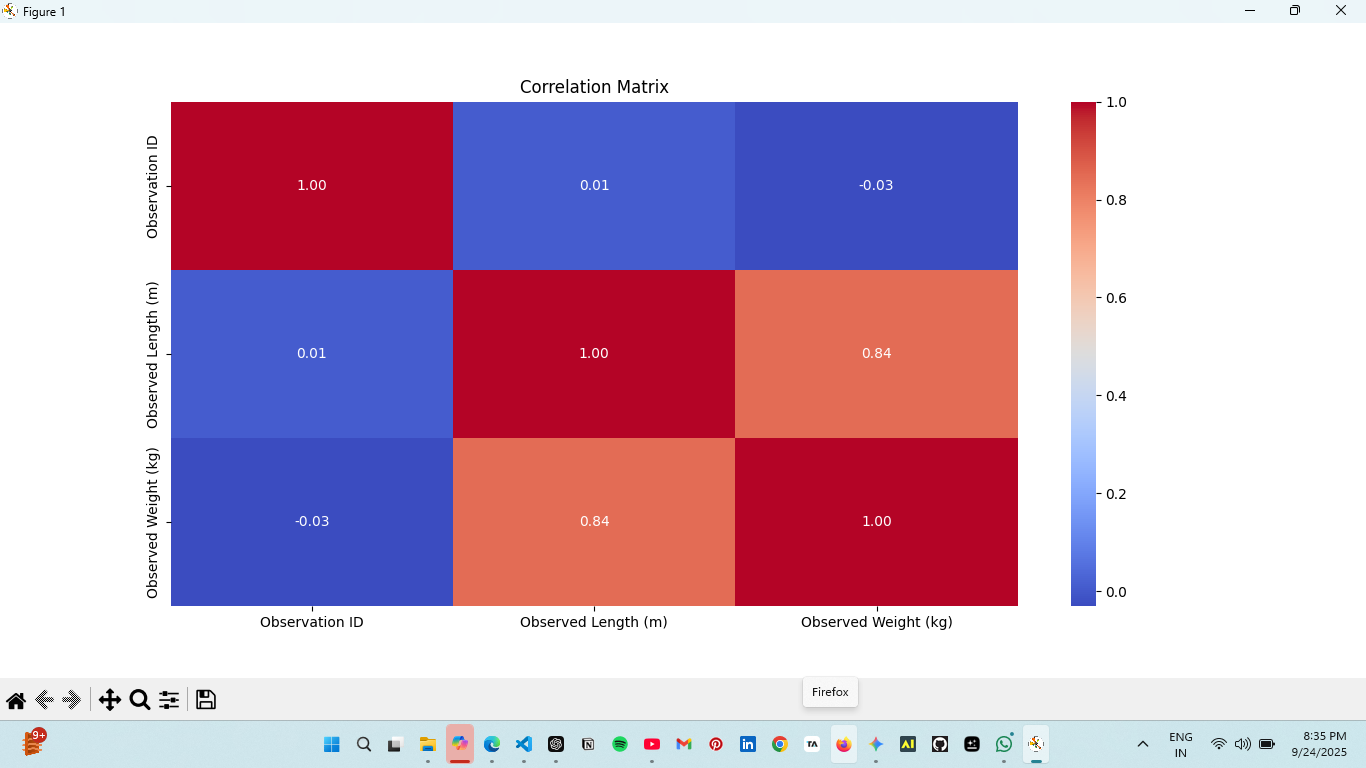 Figure 1
Correlation Matrix
1.00 0.01 -0.03
0.01 1.00 0.84
-0.03 0.84 1.00
Observation ID
Observed Length (m)
Observed Weight (kg)
Observation ID Observed Length (m) Observed Weight (kg)
1.0
0.8
0.6
0.4
0.2
0.0
Firefox
9+
TA
AI
ENG
IN
8:35 PM
9/24/2025